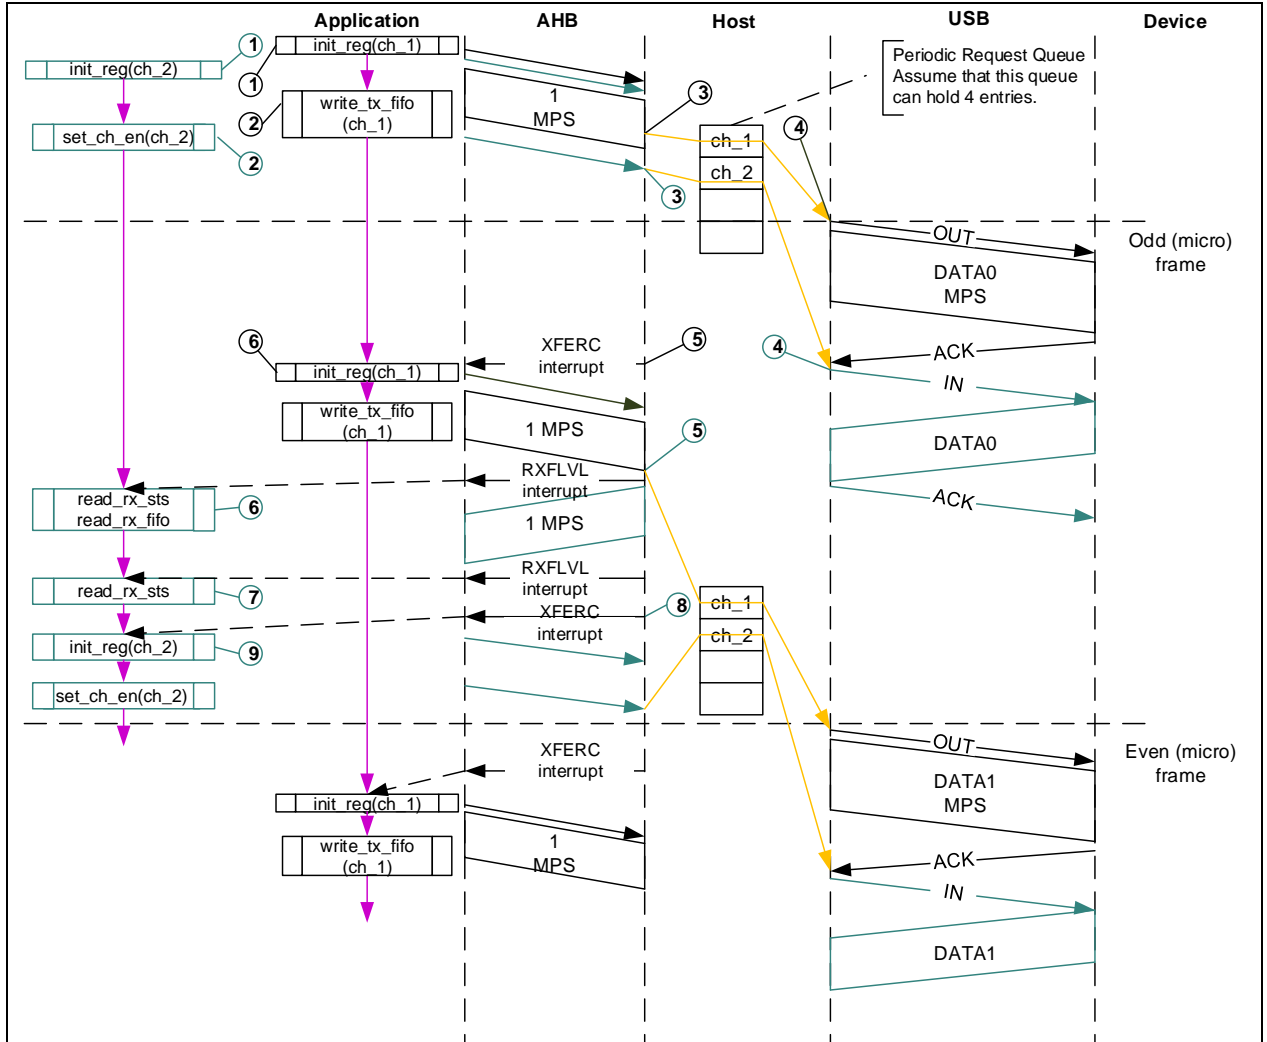 Application
AHB
Host
USB
Device
1
init_reg(ch_1)
init_reg(ch_2)
1
Periodic Request Queue
Assume that this queue
can hold 4 entries.
1
MPS
3
write_tx_fifo
(ch_1)
2
4
set_ch_en(ch_2)
2
ch_1
ch_2
3
OUT
Odd (micro)
frame
DATA0
MPS
6
XFERC
interrupt
5
4
ACK
init_reg(ch_1)
IN
write_tx_fifo
(ch_1)
1 MPS
5
DATA0
RXFLVL
interrupt
read_rx_sts
read_rx_fifo
6
1 MPS
ACK
RXFLVL
interrupt
read_rx_sts
7
8
ch_1
XFERC
interrupt
ch_2
init_reg(ch_2)
9
set_ch_en(ch_2)
XFERC
interrupt
OUT
Even (micro)
frame
DATA1
MPS
init_reg(ch_1)
write_tx_fifo
(ch_1)
1
MPS
ACK
IN
DATA1